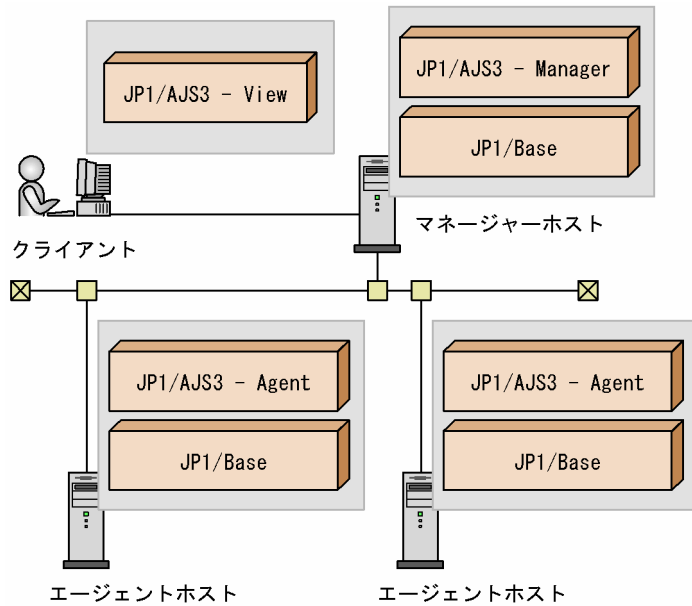 JP1/AJS3 - View
JP1/AJS3 - Manager
JP1/Base
クライアント
マネージャーホスト
JP1/AJS3 - Agent
JP1/Base
エージェントホスト
JP1/AJS3 - Agent
JP1/Base
エージェントホスト